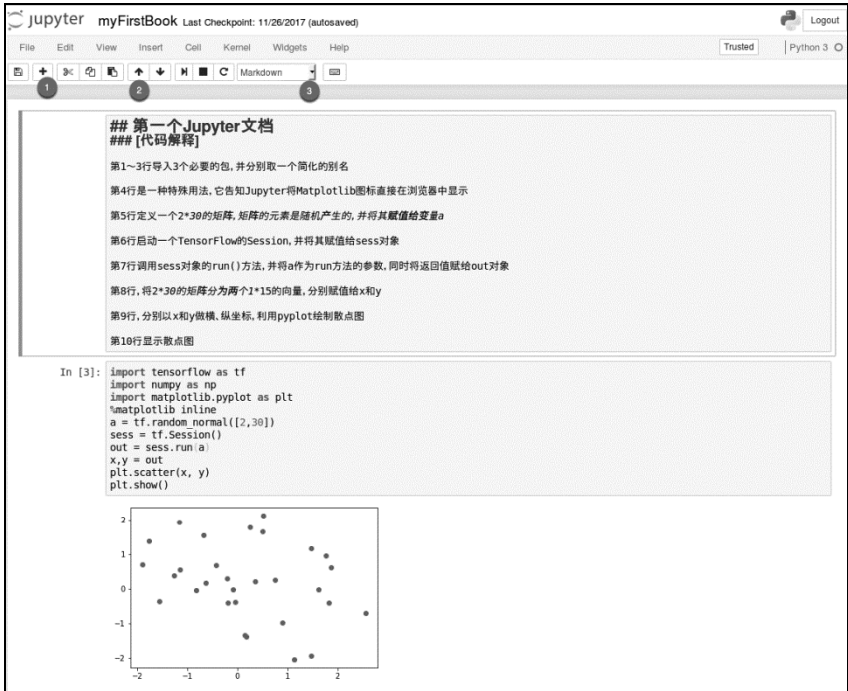 jupyter myFirstBook Last Checkpoint: 11/26/2017 (autosaved) Logout
File Edit View Insert Cell Kernel Widgets Help Trusted Python 3
Markdown
1 2 3
## 第一个Jupyter文档
### [代码解释]
第1～3行导入3个必要的包,并分别取一个简化的别名
第4行是一种特殊用法,它告知Jupyter将Matplotlib图标直接在浏览器中显示
第5行定义一个2*30的矩阵,矩阵的元素是随机产生的,并将其赋值给变量a
第6行启动一个TensorFlow的Session,并将其赋值给sess对象
第7行调用sess对象的run()方法,并将a作为run方法的参数,同时将返回值赋给out对象
第8行,将2*30的矩阵分为两个1*15的向量,分别赋值给x和y
第9行,分别以x和y做横、纵坐标,利用pyplot绘制散点图
第10行显示散点图
In [3]: import tensorflow as tf
import numpy as np
import matplotlib.pyplot as plt
%matplotlib inline
a = tf.random_normal([2,30])
sess = tf.Session()
out = sess.run(a)
x,y = out
plt.scatter(x, y)
plt.show()
2
1
0
−1
−2
−2 −1 0 1 2